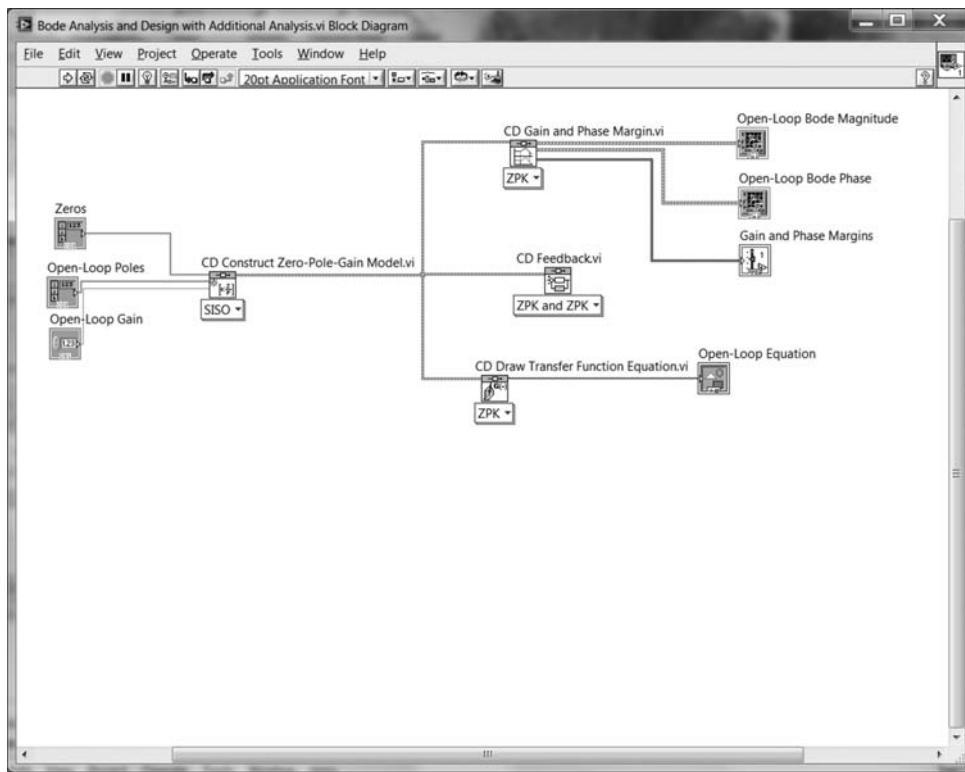 Bode Analysis and Design with Additional Analysis.vi Block Diagram
File Edit View Project Operate Tools Window Help
20pt Application Font
1
CD Gain and Phase Margin.vi
ZPK
Open-Loop Bode Magnitude
Open-Loop Bode Phase
Gain and Phase Margins
Zeros
Open-Loop Poles
Open-Loop Gain
CD Construct Zero-Pole-Gain Model.vi
SISO
CD Feedback.vi
ZPK and ZPK
CD Draw Transfer Function Equation.vi
ZPK
Open-Loop Equation